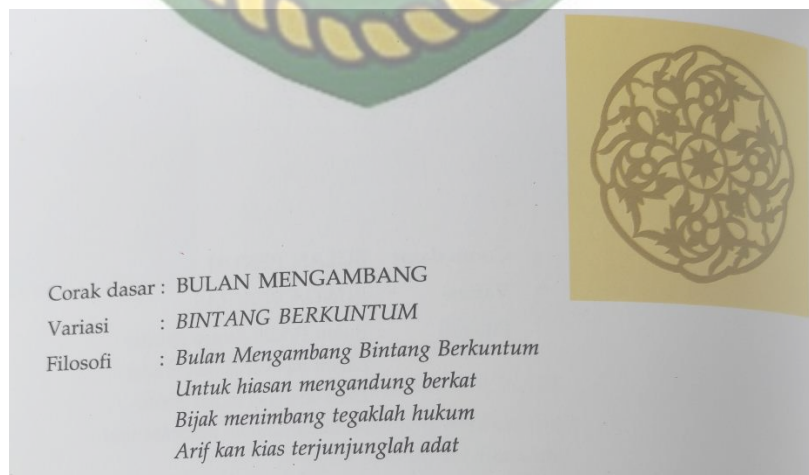 Corak dasar : BULAN MENGAMBANG
Variasi : BINTANG BERKUNTUM
Filosofi : Bulan Mengambang Bintang Berkuntum
Untuk hiasan mengandung berkat
Bijak menimbang tegaklah hukum
Arif kan kias terjunjunglah adat